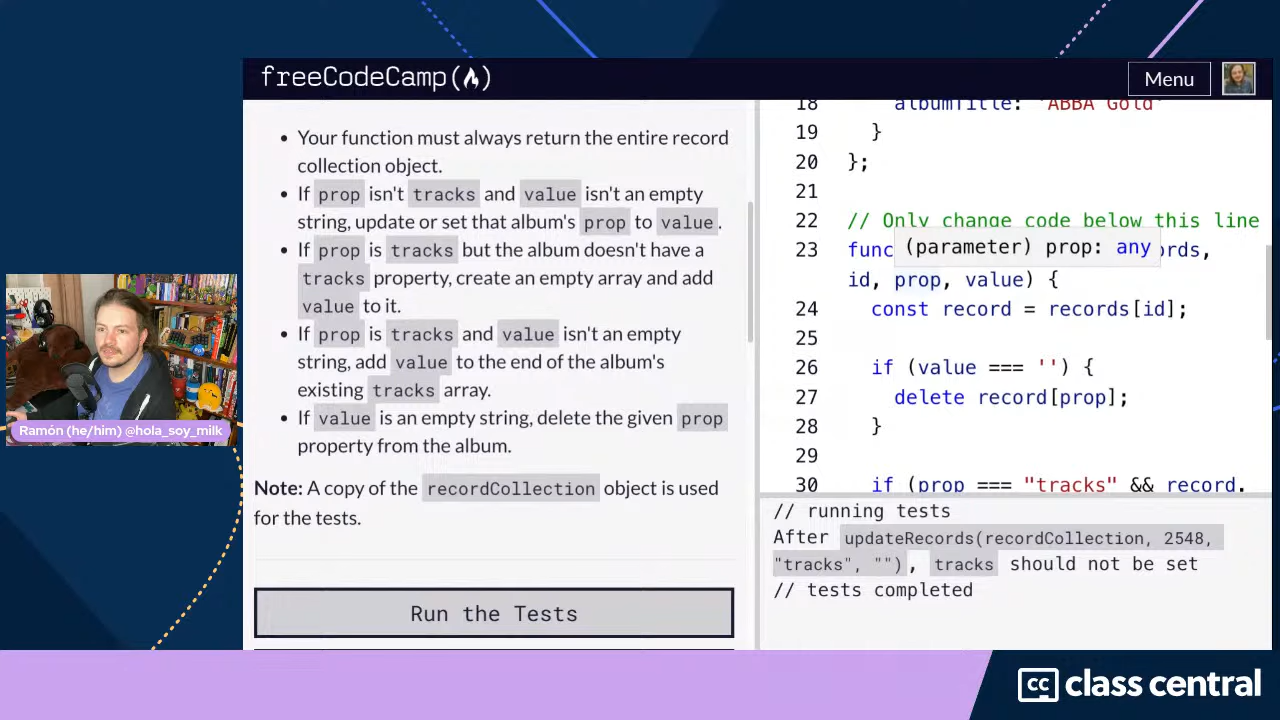 freeCodeCamp
Menu
Your function must always return the entire record
collection object.
If prop isn't tracks and value isn't an empty
string, update or set that album's prop to value.
If prop is tracks but the album doesn't have a
tracks property, create an empty array and add
value to it.
If prop is tracks and value isn't an empty
string, add value to the end of the album's
existing tracks array.
If value is an empty string, delete the given prop
property from the album.
Note: A copy of the recordCollection object is used
for the tests.
Run the Tests
18 albumTitle: 'ABBA Gold'
19 }
20 };
21
22 // Only change code below this line
(parameter) prop: any
23 func rds,
id, prop, value) {
24 const record = records[id];
25
26 if (value === '') {
27 delete record[prop];
28 }
29
30 if (prop === "tracks" && record.
// running tests
After updateRecords(recordCollection, 2548,
"tracks", ""), tracks should not be set
// tests completed
Ramón (he/him) @hola_soy_milk
cc class central